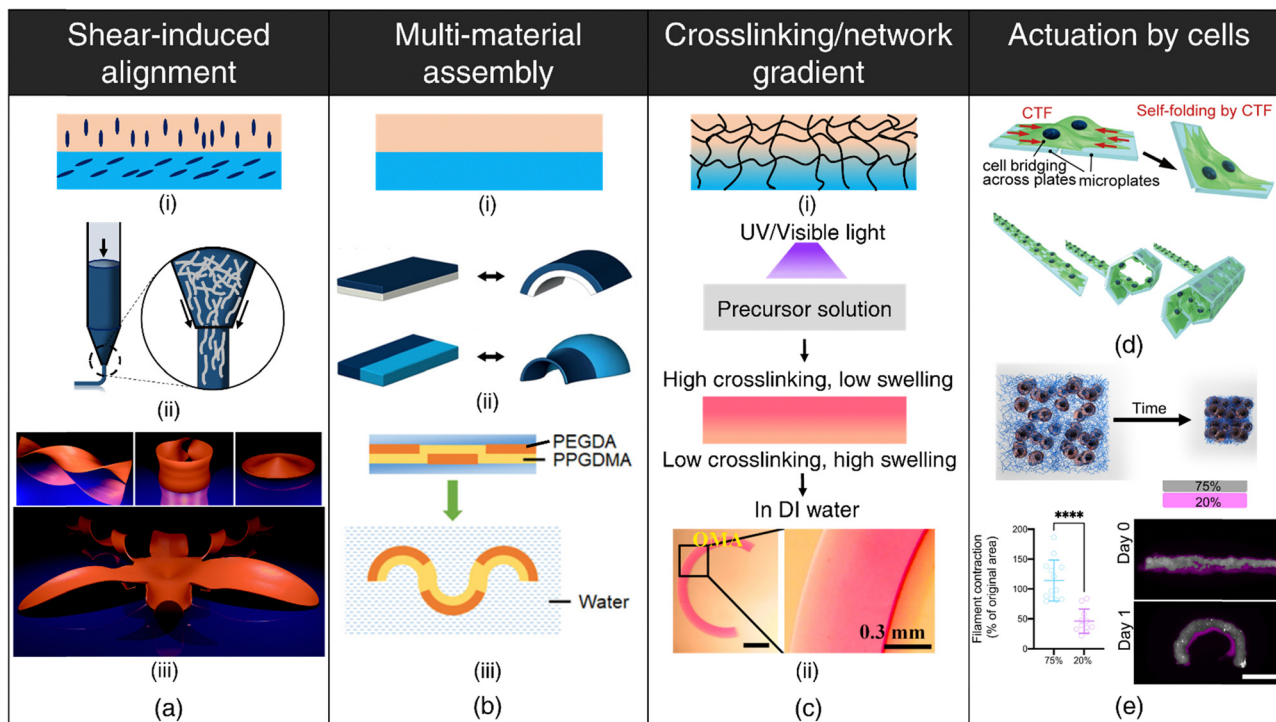 Shear-induced
alignment
(i)
(ii)
(iii)
(a)
Multi-material
assembly
(i)
(ii)
PEGDA
PPGDMA
Water
(iii)
(b)
Crosslinking/network
gradient
(i)
UV/Visible light
Precursor solution
High crosslinking, low swelling
Low crosslinking, high swelling
In DI water
OMA
0.3 mm
(ii)
(c)
Actuation by cells
CTF
Self-folding by CTF
cell bridging
across plates
microplates
(d)
Time
75%
20%
Filament contraction
(% of original area)
200
150
100
50
0
****
75%
20%
Day 0
Day 1
(e)